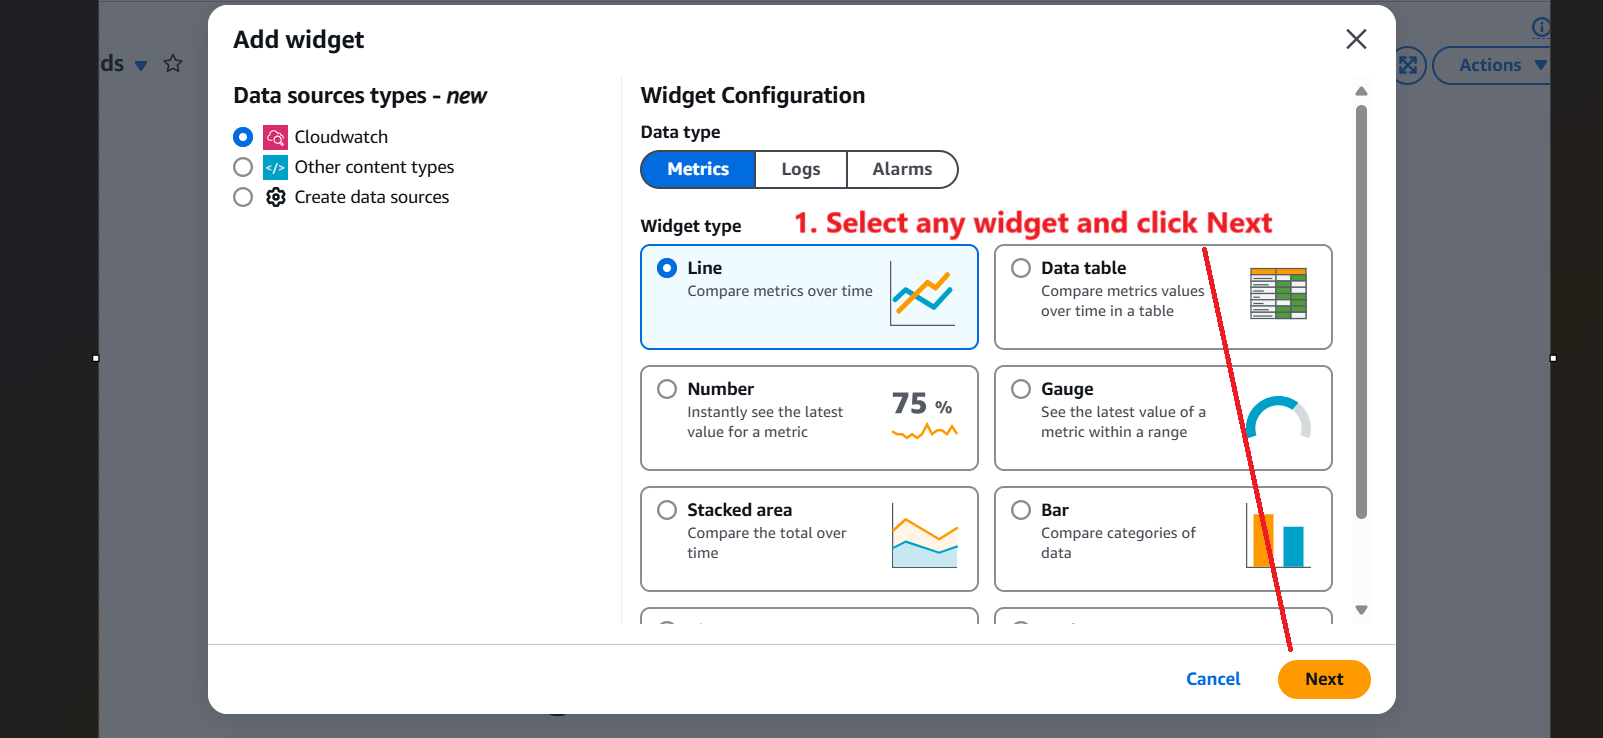 Add widget
ds
Actions
Data sources types - new
Cloudwatch
</> Other content types
Create data sources
Widget Configuration
Data type
Metrics
Logs
Alarms
Widget type
1. Select any widget and click Next
Line
Compare metrics over time
Data table
Compare metrics values
over time in a table
Number
Instantly see the latest
value for a metric
75 %
Gauge
See the latest value of a
metric within a range
Stacked area
Compare the total over
time
Bar
Compare categories of
data
Cancel
Next